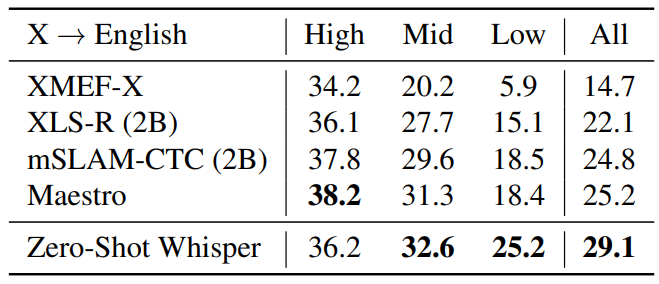 X → English High Mid Low All
XMEF-X 34.2 20.2 5.9 14.7
XLS-R (2B) 36.1 27.7 15.1 22.1
mSLAM-CTC (2B) 37.8 29.6 18.5 24.8
Maestro 38.2 31.3 18.4 25.2
Zero-Shot Whisper 36.2 32.6 25.2 29.1